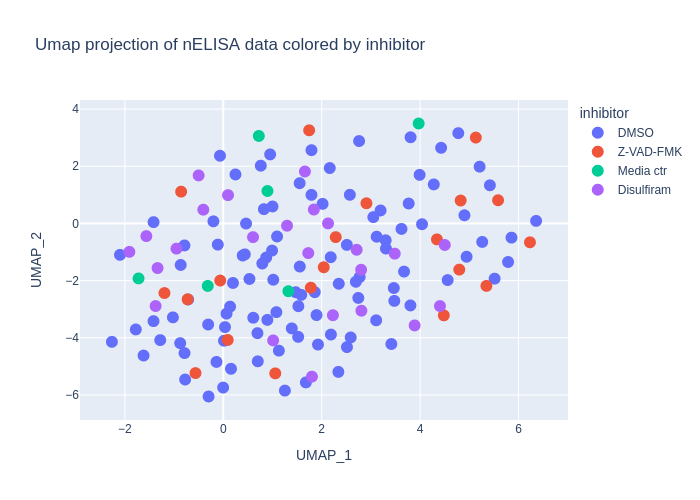 Umap projection of nELISA data colored by inhibitor
inhibitor
DMSO
Z-VAD-FMK
Media ctr
Disulfiram
4
2
0
−2
−4
−6
UMAP_2
−2
0
2
4
6
UMAP_1